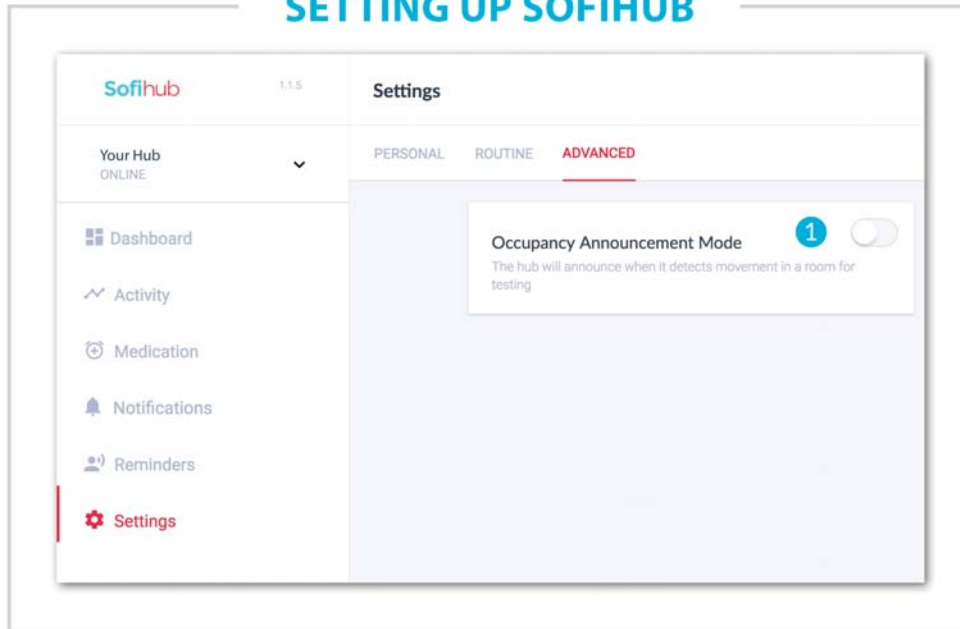 SETTING UP SOFIHUB
Sofihub
1.1.5
Settings
Your Hub
ONLINE
PERSONAL
ROUTINE
ADVANCED
Dashboard
Activity
Medication
Notifications
Reminders
Settings
Occupancy Announcement Mode
1
The hub will announce when it detects movement in a room for
testing